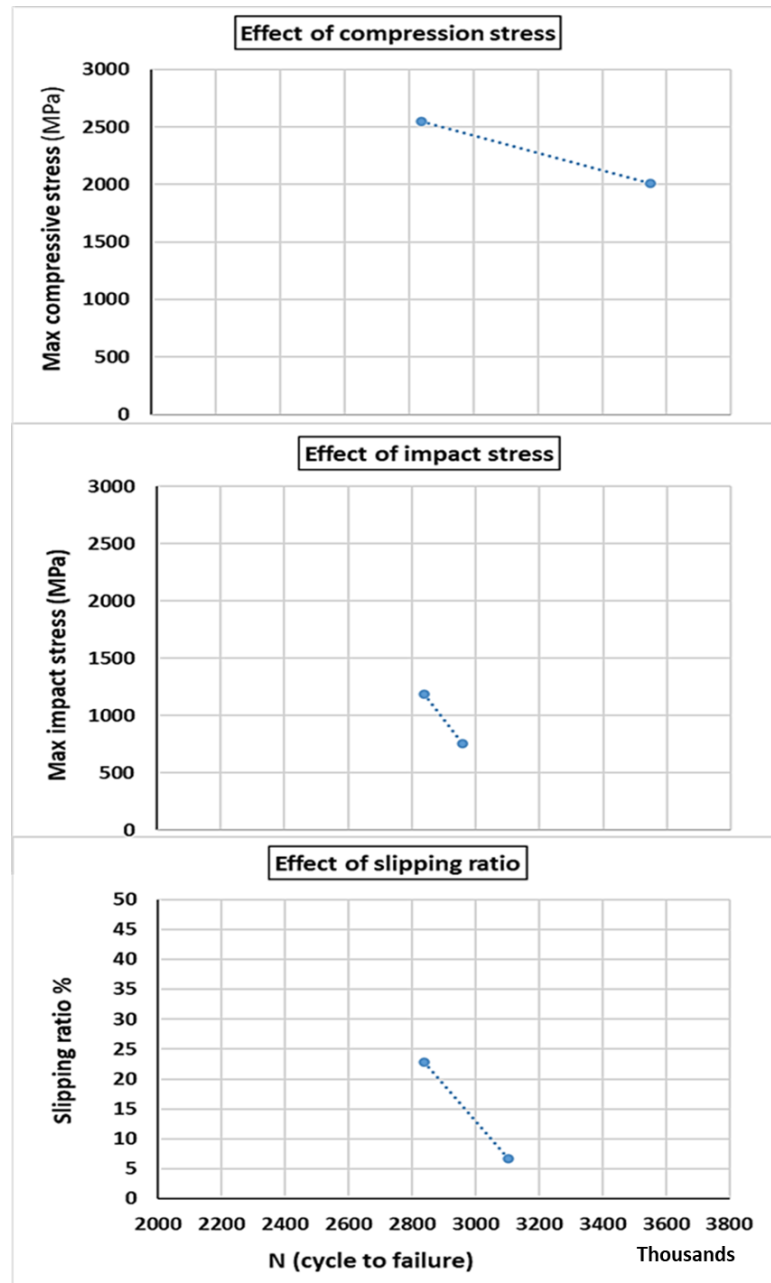 Effect of compression stress
Max compressive stress (MPa)
3000
2500
2000
1500
1000
500
0
Effect of impact stress
Max impact stress (MPa)
3000
2500
2000
1500
1000
500
0
Effect of slipping ratio
Slipping ratio %
50
45
40
35
30
25
20
15
10
5
0
2000 2200 2400 2600 2800 3000 3200 3400 3600 3800
N (cycle to failure)
Thousands